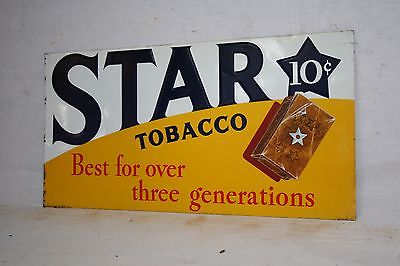 STAR 10¢
TOBACCO
Best for over
three generations